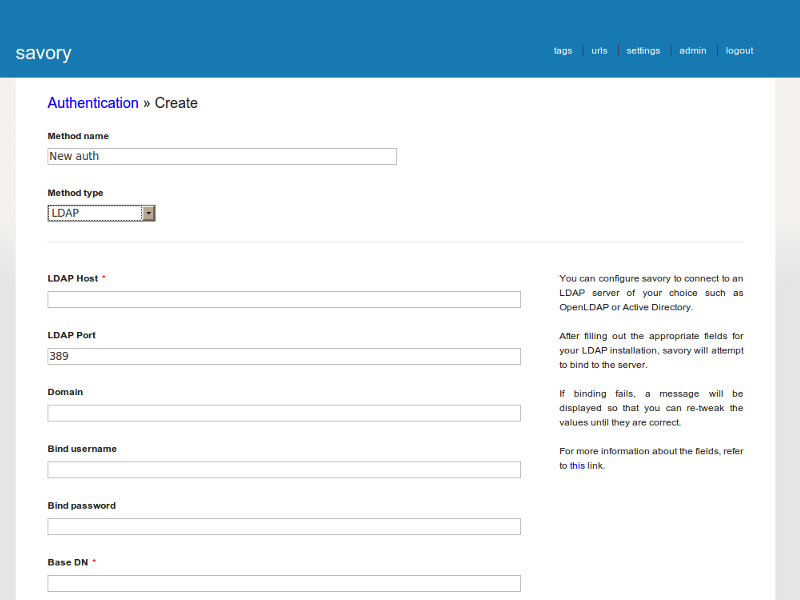 savory
tags urls settings admin logout
Authentication » Create
Method name
New auth
Method type
LDAP
LDAP Host *
LDAP Port
389
Domain
Bind username
Bind password
Base DN *
You can configure savory to connect to an
LDAP server of your choice such as
OpenLDAP or Active Directory.
After filling out the appropriate fields for
your LDAP installation, savory will attempt
to bind to the server.
If binding fails, a message will be
displayed so that you can re-tweak the
values until they are correct.
For more information about the fields, refer
to this link.